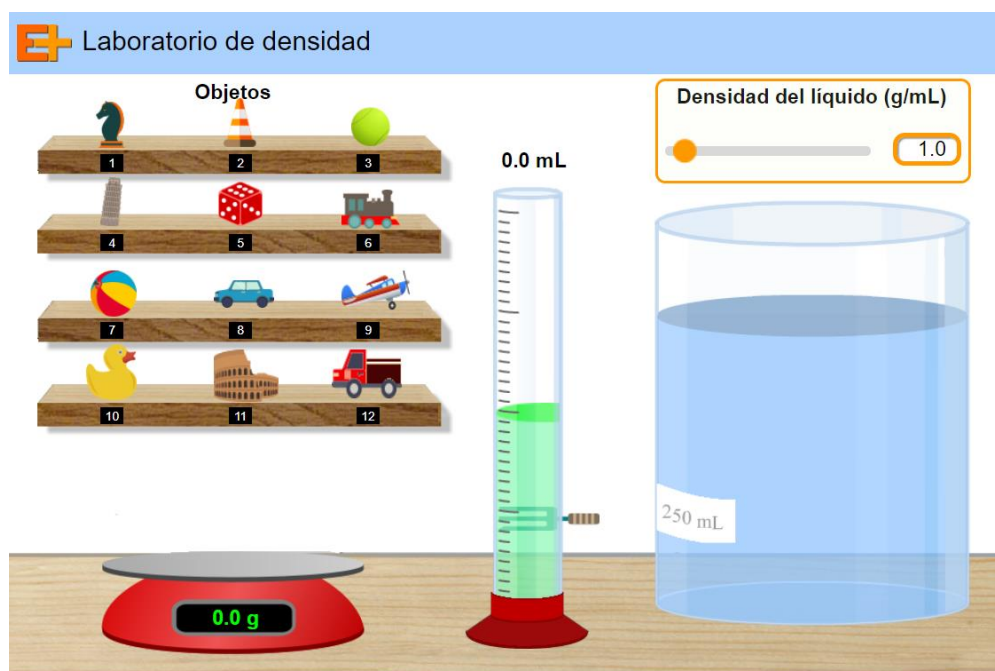 E+ Laboratorio de densidad
Objetos
1 2 3
4 5 6
7 8 9
10 11 12
0.0 g
0.0 mL
Densidad del líquido (g/mL)
1.0
250 mL